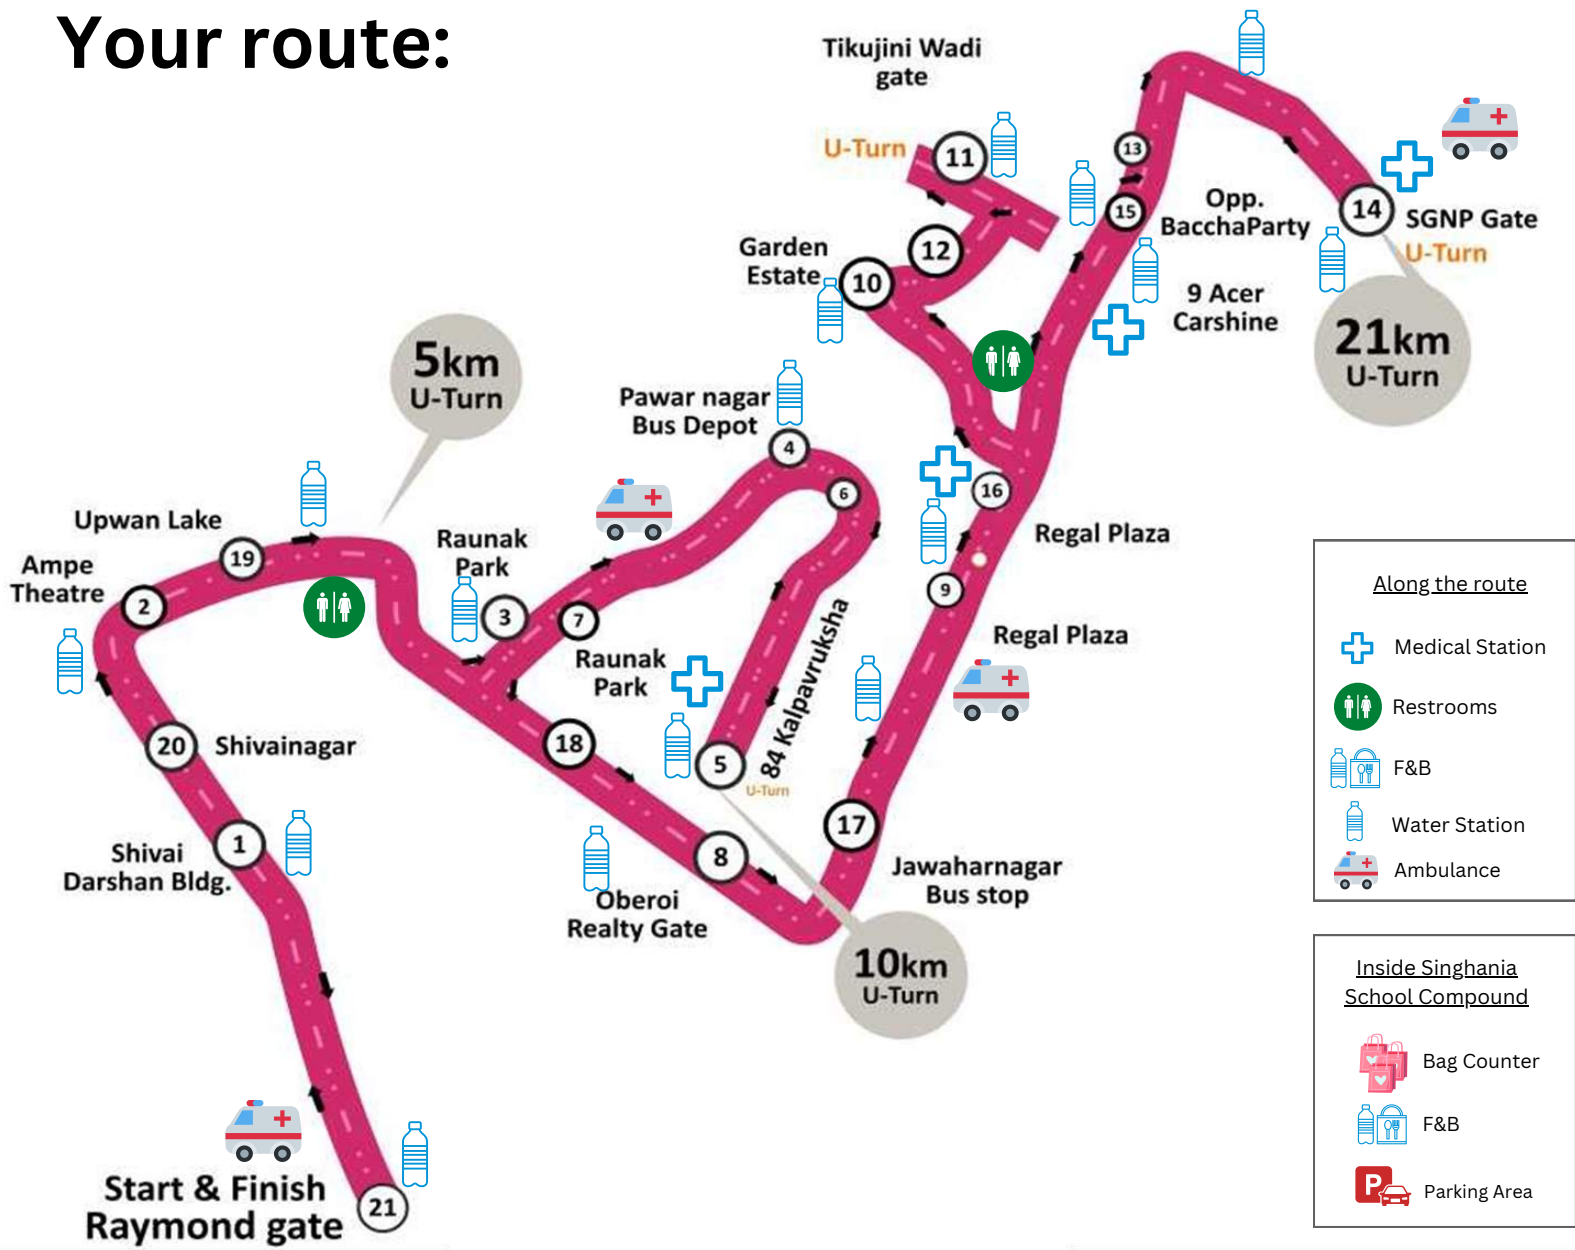 Your route:
Tikujini Wadi
gate
U-Turn
11
13
15
Opp.
BacchaParty
14
SGNP Gate
U-Turn
Garden
Estate
12
10
9 Acer
Carshine
21km
U-Turn
5km
U-Turn
Pawar nagar
Bus Depot
4
6
16
Regal Plaza
Upwan Lake
19
Ampe
Theatre
2
Raunak
Park
3
7
Raunak
Park
9
Regal Plaza
20
Shivainagar
18
5
U-Turn
84 Kalpavruksha
1
Shivai
Darshan Bldg.
8
17
Oberoi
Realty Gate
Jawaharnagar
Bus stop
10km
U-Turn
Start & Finish
Raymond gate
21
Along the route
Medical Station
Restrooms
F&B
Water Station
Ambulance
Inside Singhania
School Compound
Bag Counter
F&B
P
Parking Area